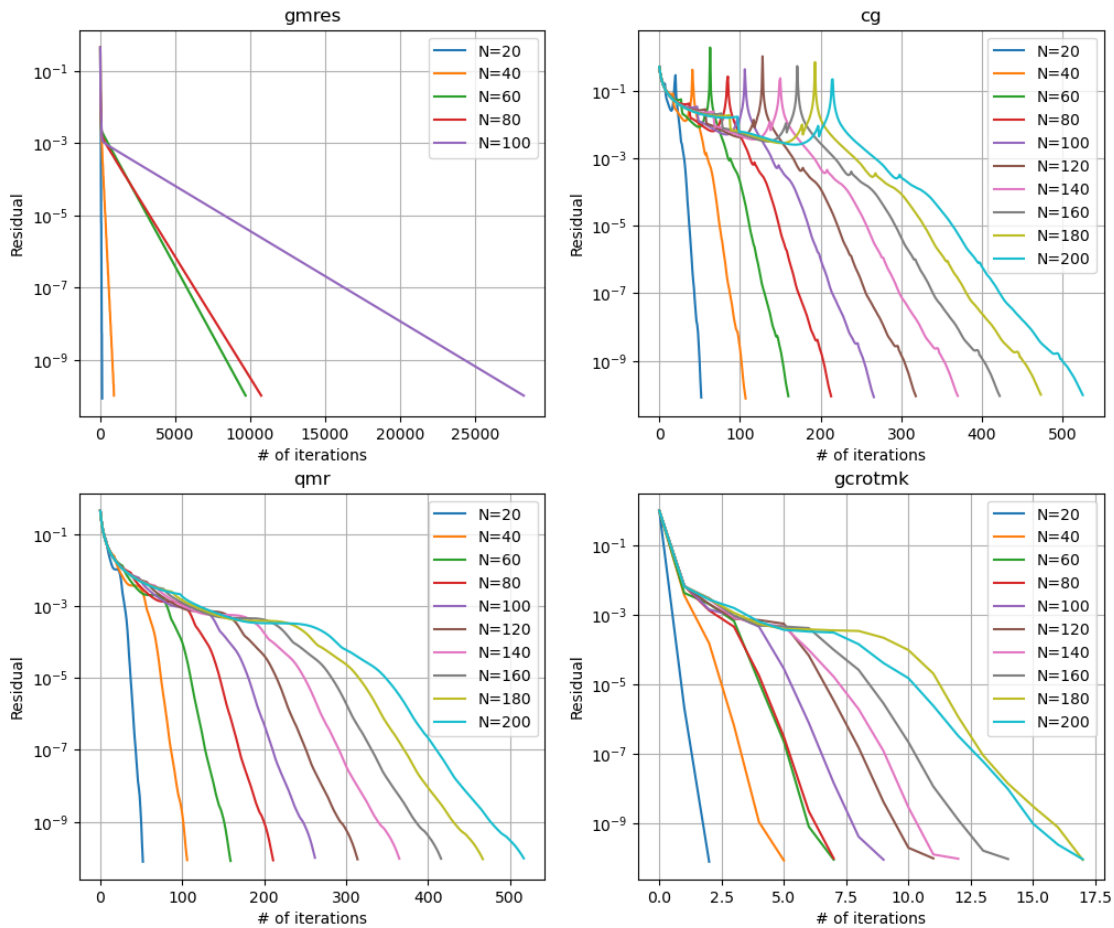 gmres
Residual
10⁻¹
10⁻³
10⁻⁵
10⁻⁷
10⁻⁹
N=20
N=40
N=60
N=80
N=100
0 5000 10000 15000 20000 25000
# of iterations
cg
Residual
10⁻¹
10⁻³
10⁻⁵
10⁻⁷
10⁻⁹
N=20
N=40
N=60
N=80
N=100
N=120
N=140
N=160
N=180
N=200
0 100 200 300 400 500
# of iterations
qmr
Residual
10⁻¹
10⁻³
10⁻⁵
10⁻⁷
10⁻⁹
N=20
N=40
N=60
N=80
N=100
N=120
N=140
N=160
N=180
N=200
0 100 200 300 400 500
# of iterations
gcrotmk
Residual
10⁻¹
10⁻³
10⁻⁵
10⁻⁷
10⁻⁹
N=20
N=40
N=60
N=80
N=100
N=120
N=140
N=160
N=180
N=200
0.0 2.5 5.0 7.5 10.0 12.5 15.0 17.5
# of iterations